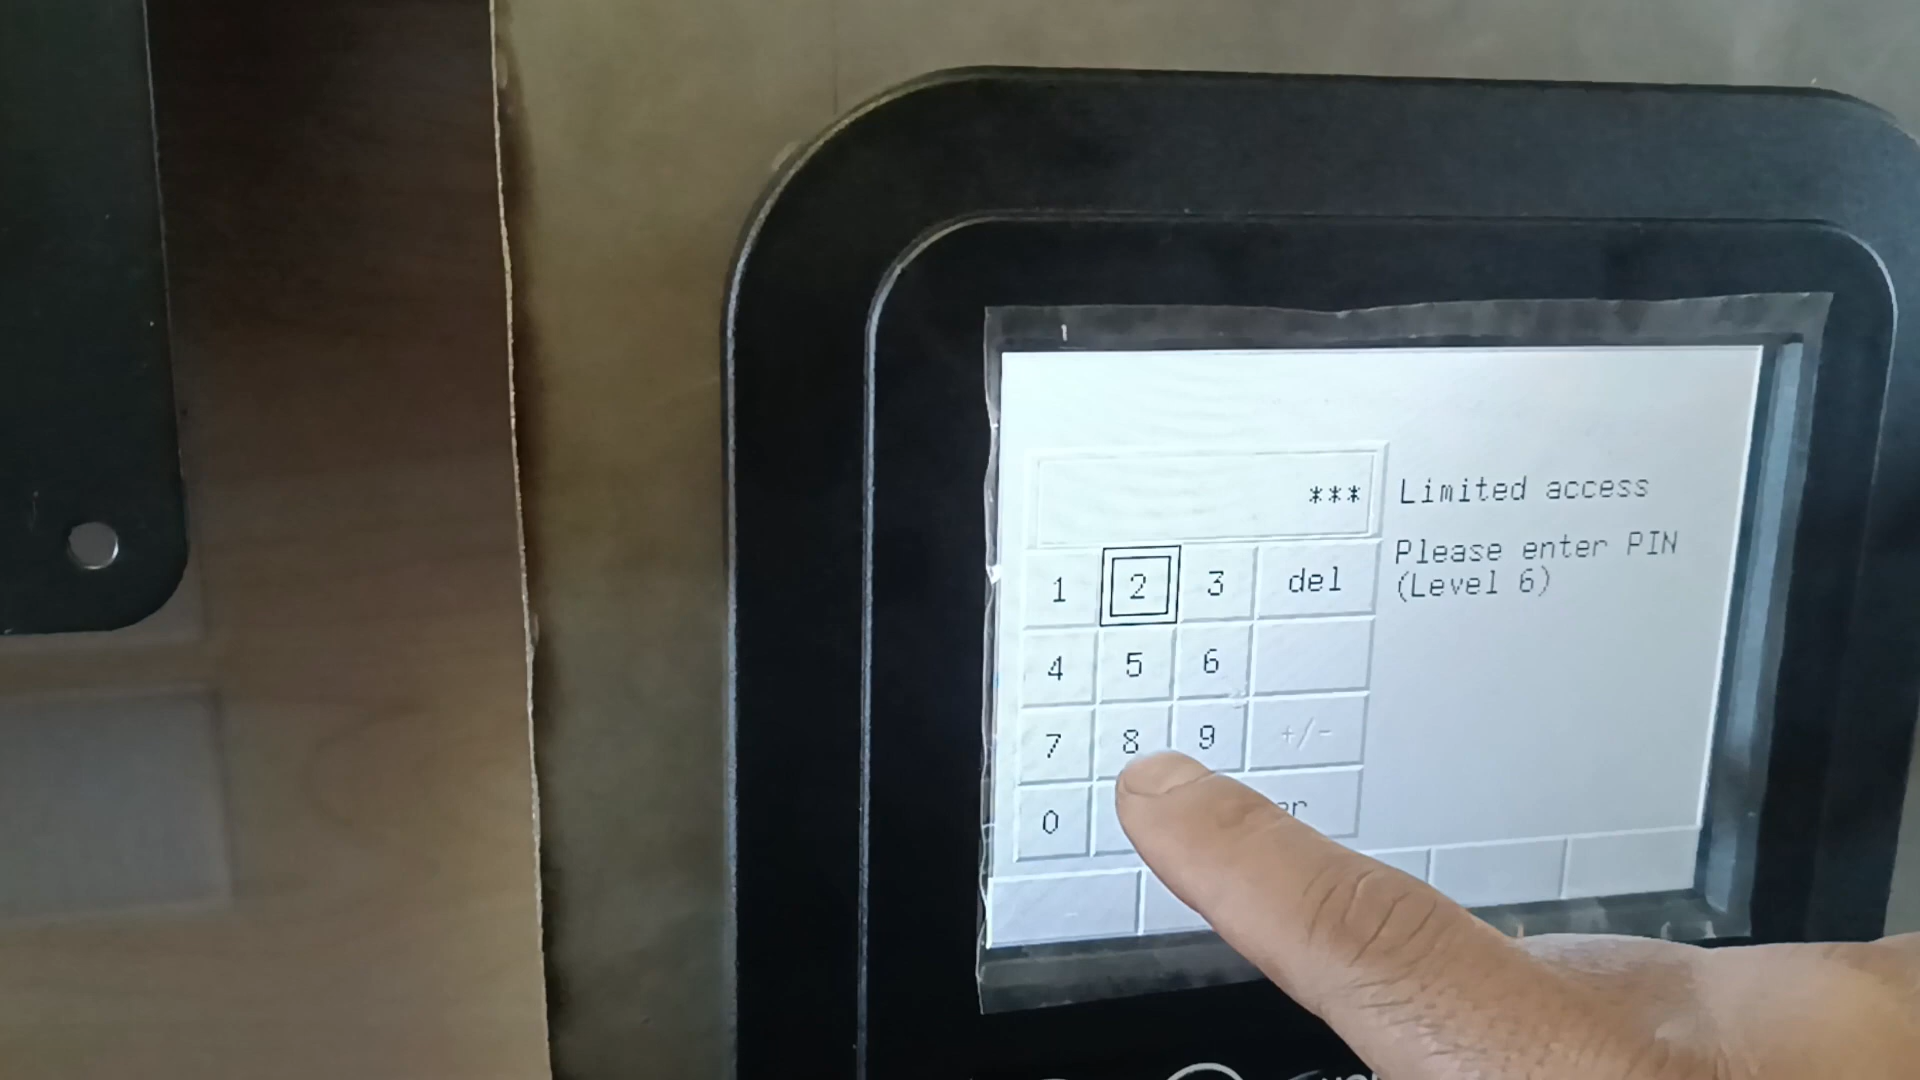 ***
Limited access
Please enter PIN
(Level 6)
1 2 3 del
4 5 6
7 8 9 +/-
0